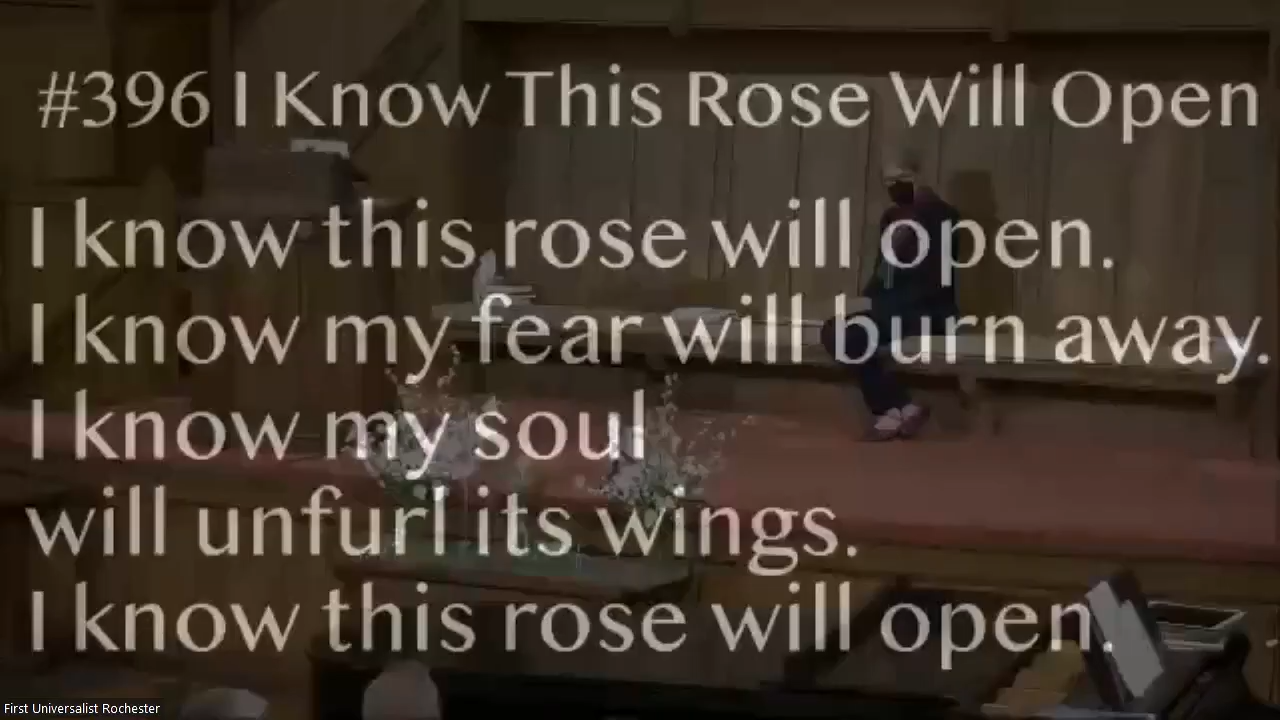 #396 I Know This Rose Will Open
I know this rose will open.
I know my fear will burn away.
I know my soul
will unfurl its wings.
I know this rose will open.
First Universalist Rochester